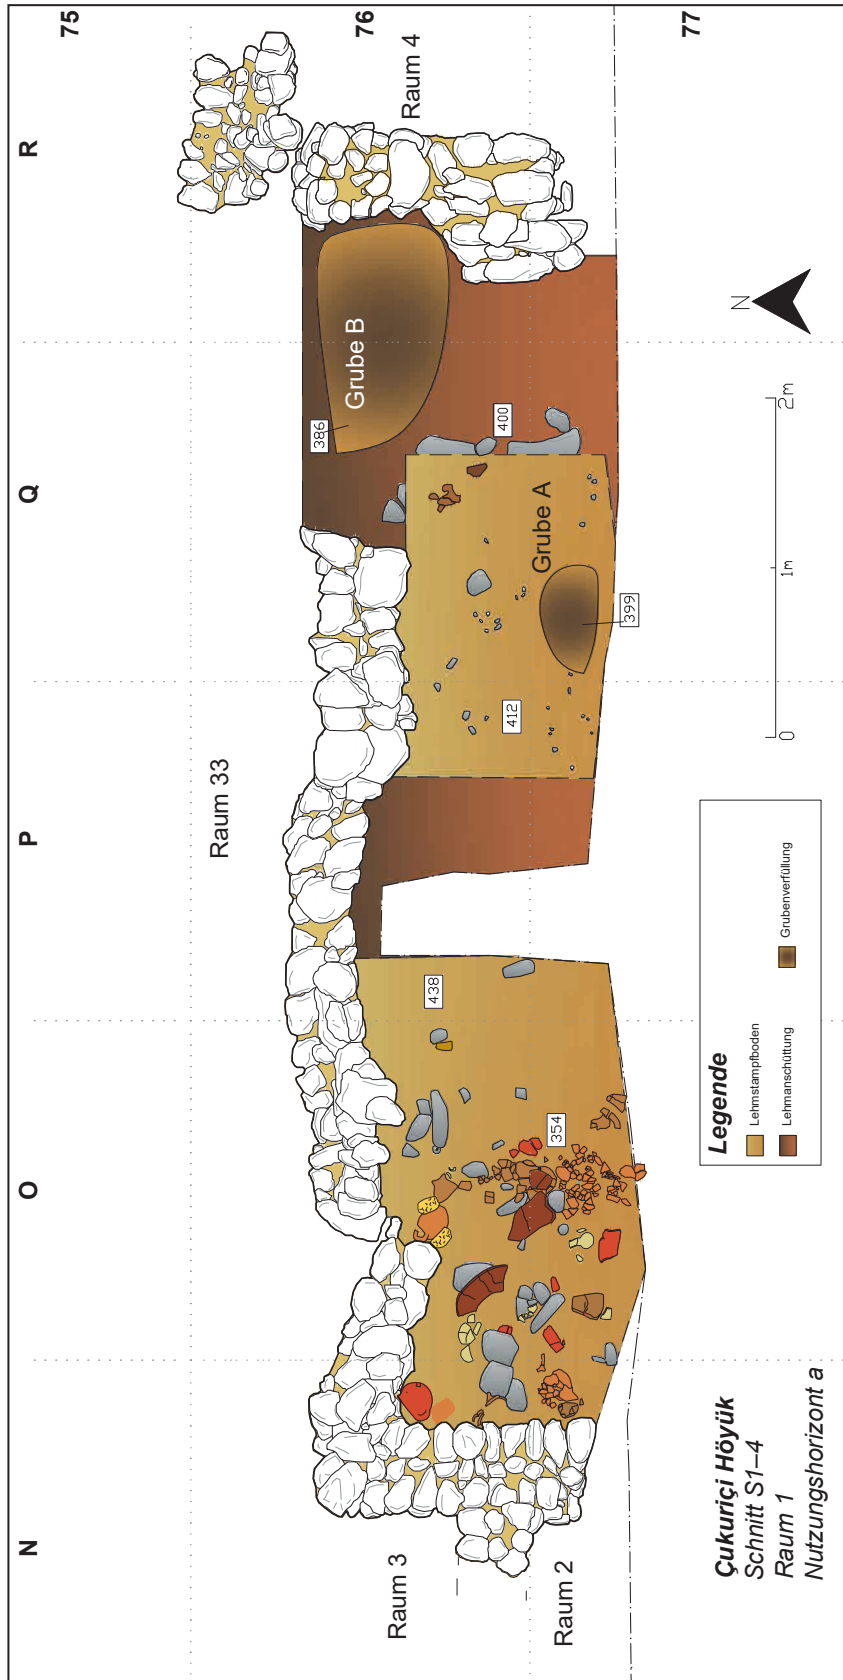 N
O
P
Q
R
75
76
77
Raum 33
Raum 4
Raum 3
Raum 2
Grube B
Grube A
386
400
399
412
438
354
N
0
1m
2m
Legende
Lehmstampfboden
Lehmanschüttung
Grubenverfüllung
Çukuriçi Höyük
Schnitt S1–4
Raum 1
Nutzungshorizont a